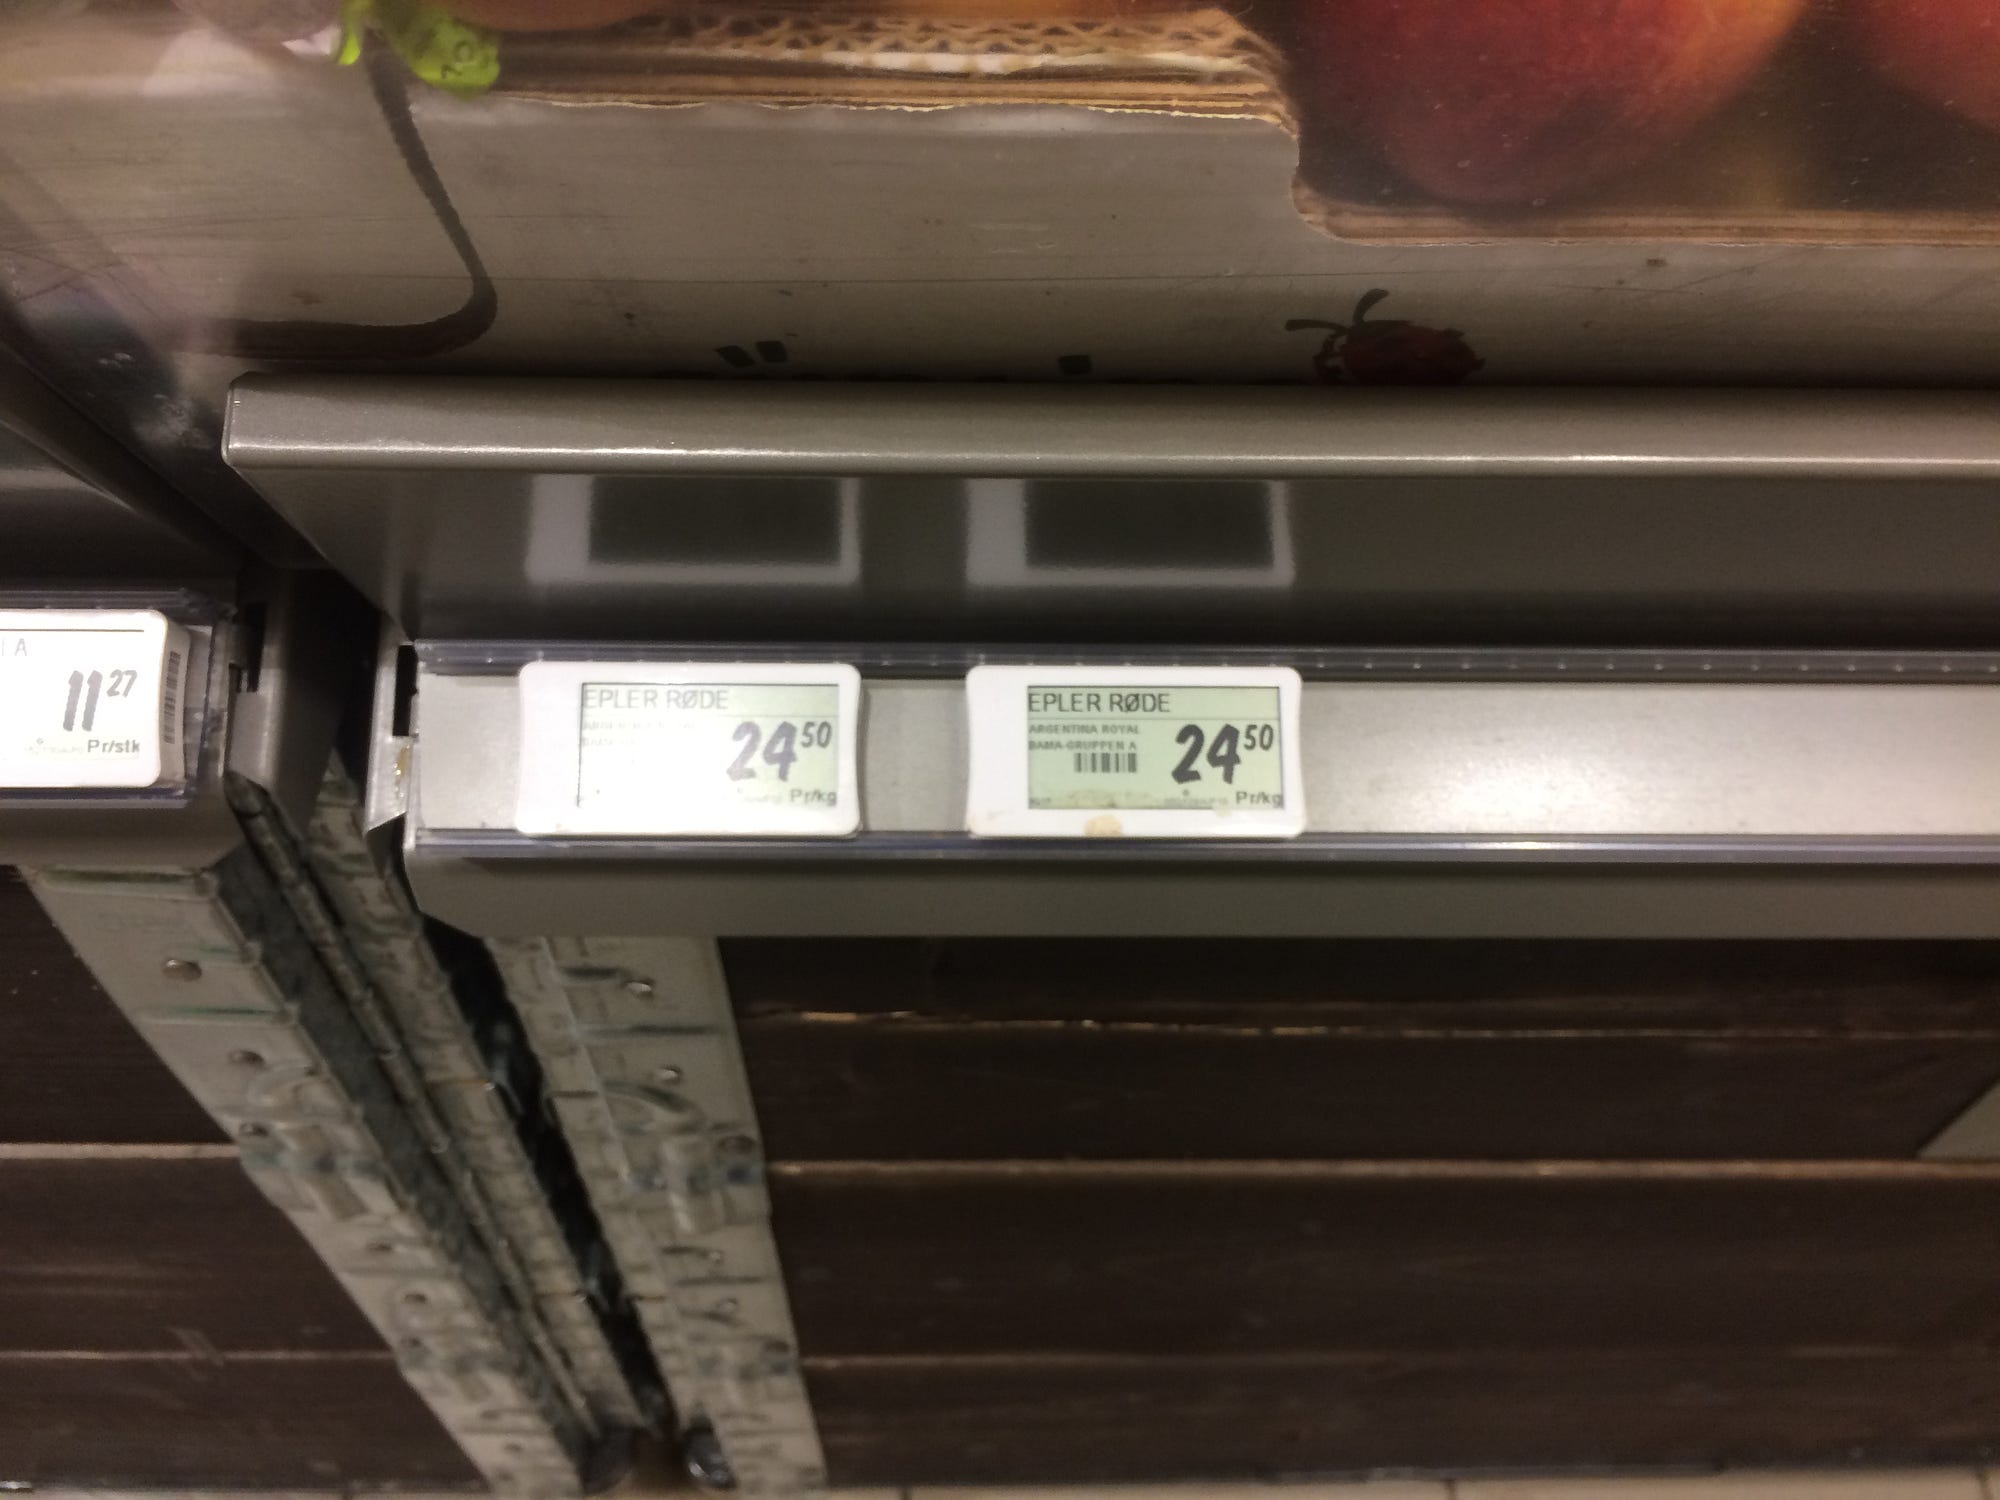 I A
11 27
Pr/stk
EPLER RØDE
24 50
Pr/kg
EPLER RØDE
ARGENTINA ROYAL
BAMA-GRUPPEN A
24 50
Pr/kg